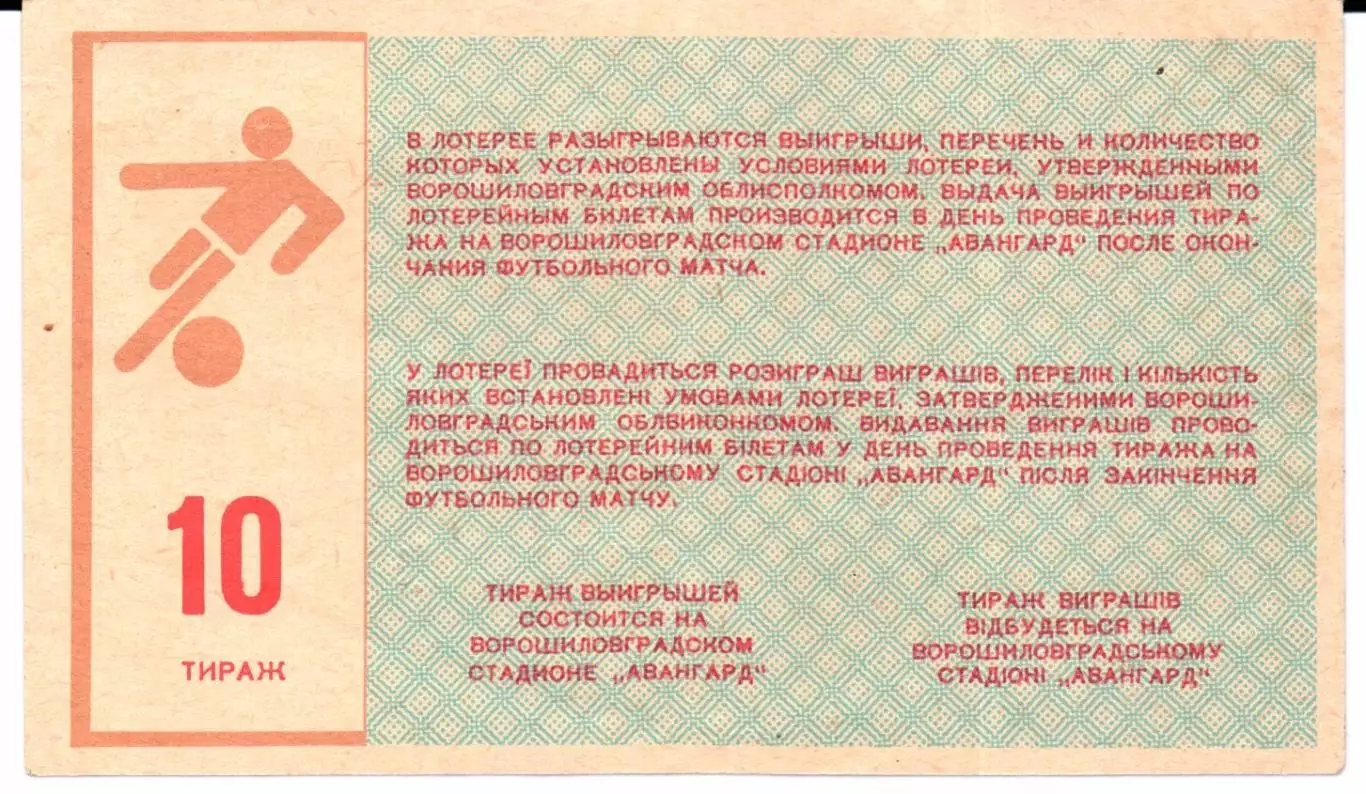 В ЛОТЕРЕЕ РАЗЫГРЫВАЮТСЯ ВЫИГРЫШИ, ПЕРЕЧЕНЬ И КОЛИЧЕСТВО
КОТОРЫХ УСТАНОВЛЕНЫ УСЛОВИЯМИ ЛОТЕРЕИ, УТВЕРЖДЕННЫМИ
ВОРОШИЛОВГРАДСКИМ ОБЛИСПОЛКОМОМ. ВЫДАЧА ВЫИГРЫШЕЙ ПО
ЛОТЕРЕЙНЫМ БИЛЕТАМ ПРОИЗВОДИТСЯ В ДЕНЬ ПРОВЕДЕНИЯ ТИРА-
ЖА НА ВОРОШИЛОВГРАДСКОМ СТАДИОНЕ „АВАНГАРД" ПОСЛЕ ОКОН-
ЧАНИЯ ФУТБОЛЬНОГО МАТЧА.
У ЛОТЕРЕЇ ПРОВАДИТЬСЯ РОЗИГРАШ ВИГРАШІВ, ПЕРЕЛІК І КІЛЬКІСТЬ
ЯКИХ ВСТАНОВЛЕНІ УМОВАМИ ЛОТЕРЕЇ, ЗАТВЕРДЖЕНИМИ ВОРОШИ-
ЛОВГРАДСЬКИМ ОБЛВИКОНКОМОМ. ВИДАВАННЯ ВИГРАШІВ ПРОВО-
ДИТЬСЯ ПО ЛОТЕРЕЙНИМ БІЛЕТАМ У ДЕНЬ ПРОВЕДЕННЯ ТИРАЖА НА
ВОРОШИЛОВГРАДСЬКОМУ СТАДІОНІ „АВАНГАРД" ПІСЛЯ ЗАКІНЧЕННЯ
ФУТБОЛЬНОГО МАТЧУ.
10
ТИРАЖ
ТИРАЖ ВЫИГРЫШЕЙ
СОСТОИТСЯ НА
ВОРОШИЛОВГРАДСКОМ
СТАДИОНЕ „АВАНГАРД"
ТИРАЖ ВИГРАШІВ
ВІДБУДЕТЬСЯ НА
ВОРОШИЛОВГРАДСЬКОМУ
СТАДІОНІ „АВАНГАРД"